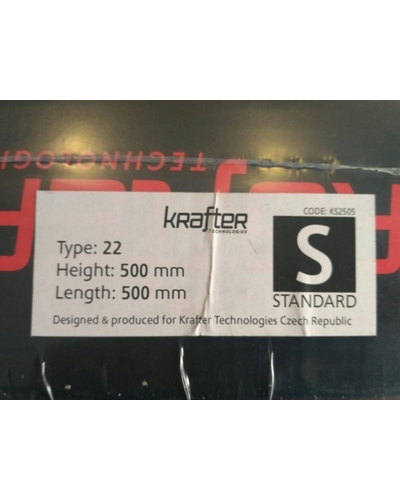 TECHNOLOGI
Krafter
TECHNOLOGIES
CODE: KS2505
Type: 22
Height: 500 mm
Length: 500 mm
S
STANDARD
Designed & produced for Krafter Technologies Czech Republic